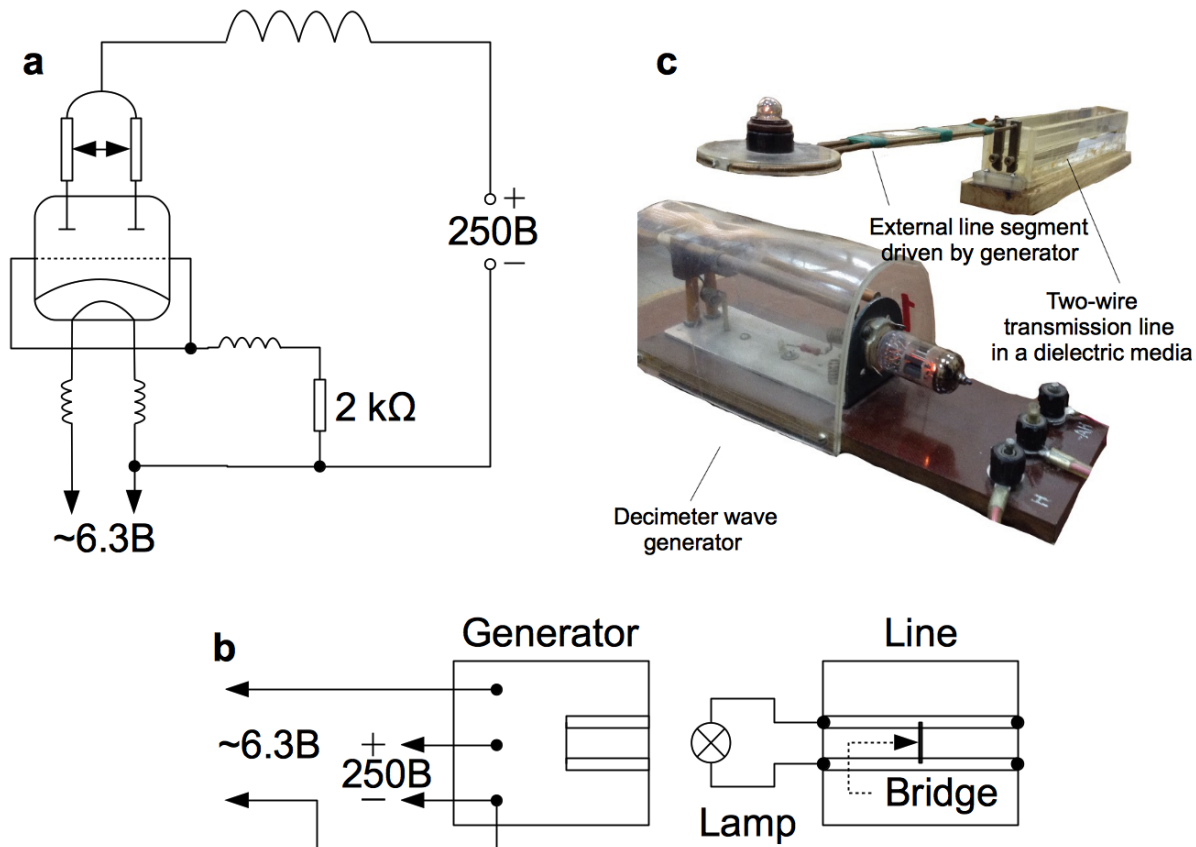 a
+
250B
−
2 kΩ
~6.3B
c
External line segment
driven by generator
Two-wire
transmission line
in a dielectric media
Decimeter wave
generator
b
Generator
Line
~6.3B
+
250B
−
Lamp
Bridge